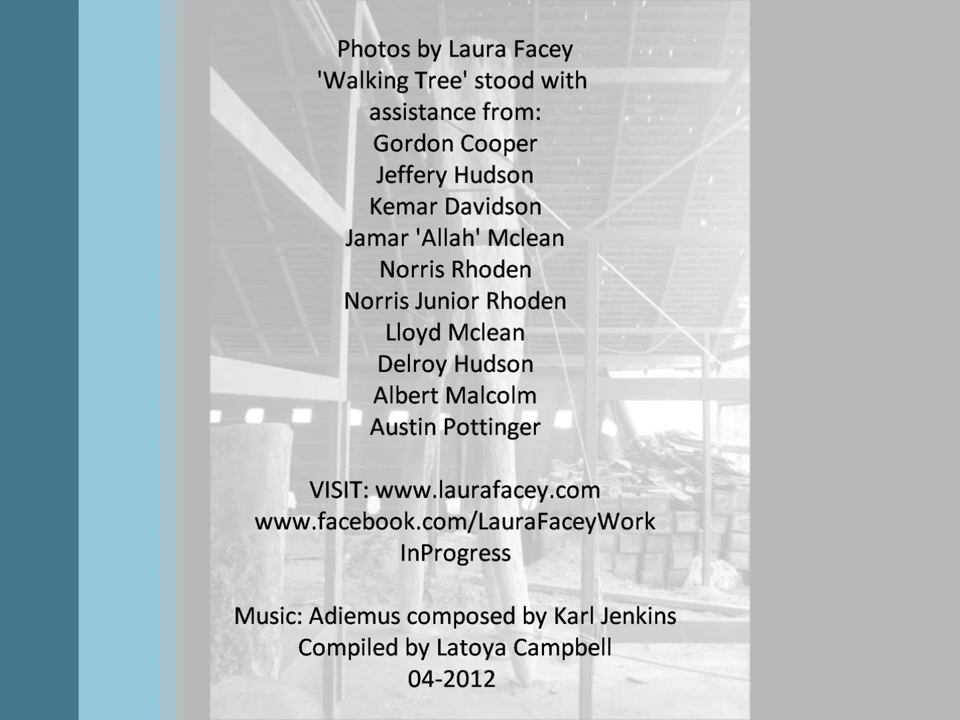 Photos by Laura Facey
'Walking Tree' stood with
assistance from:
Gordon Cooper
Jeffery Hudson
Kemar Davidson
Jamar 'Allah' Mclean
Norris Rhoden
Norris Junior Rhoden
Lloyd Mclean
Delroy Hudson
Albert Malcolm
Austin Pottinger
VISIT: www.laurafacey.com
www.facebook.com/LauraFaceyWork
InProgress
Music: Adiemus composed by Karl Jenkins
Compiled by Latoya Campbell
04-2012